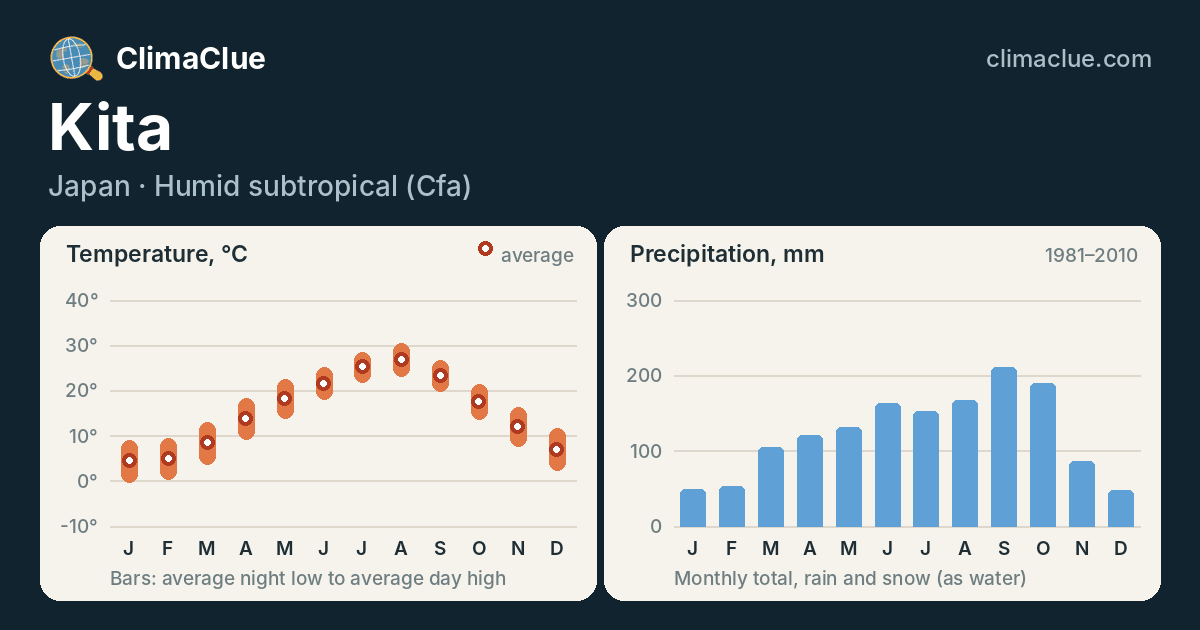 ClimaClue
climaclue.com
Kita
Japan · Humid subtropical (Cfa)
Temperature, °C
average
40°
30°
20°
10°
0°
-10°
J F M A M J J A S O N D
Bars: average night low to average day high
Precipitation, mm
1981–2010
300
200
100
0
J F M A M J J A S O N D
Monthly total, rain and snow (as water)